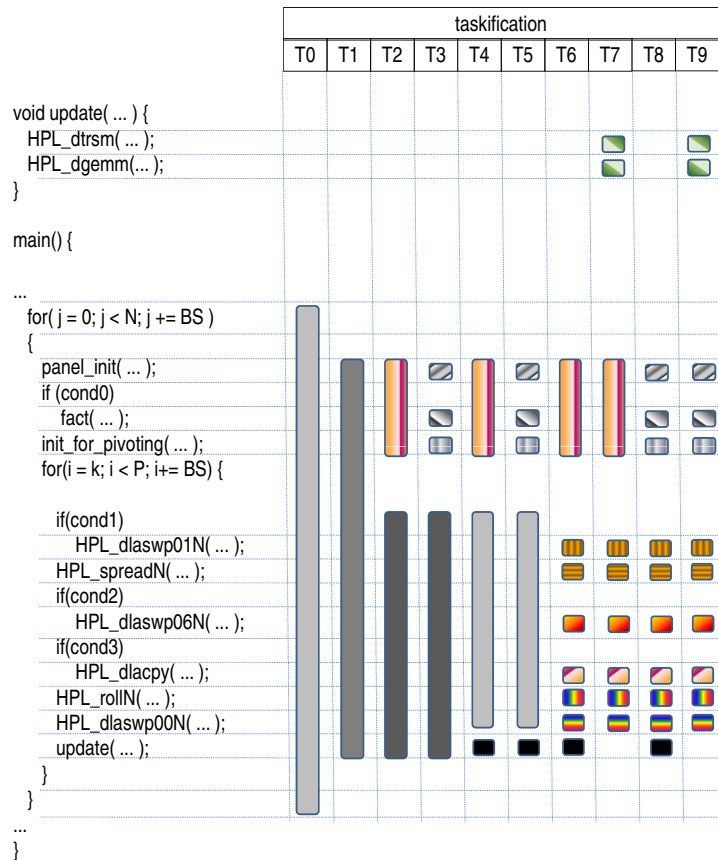 taskification
T0 T1 T2 T3 T4 T5 T6 T7 T8 T9
void update( ... ) {
HPL_dtrsm( ... );
HPL_dgemm(... );
}
main() {
...
for( j = 0; j < N; j += BS )
{
panel_init( ... );
if (cond0)
fact( ... );
init_for_pivoting( ... );
for(i = k; i < P; i+= BS) {
if(cond1)
HPL_dlaswp01N( ... );
HPL_spreadN( ... );
if(cond2)
HPL_dlaswp06N( ... );
if(cond3)
HPL_dlacpy( ... );
HPL_rollN( ... );
HPL_dlaswp00N( ... );
update( ... );
}
}
...
}